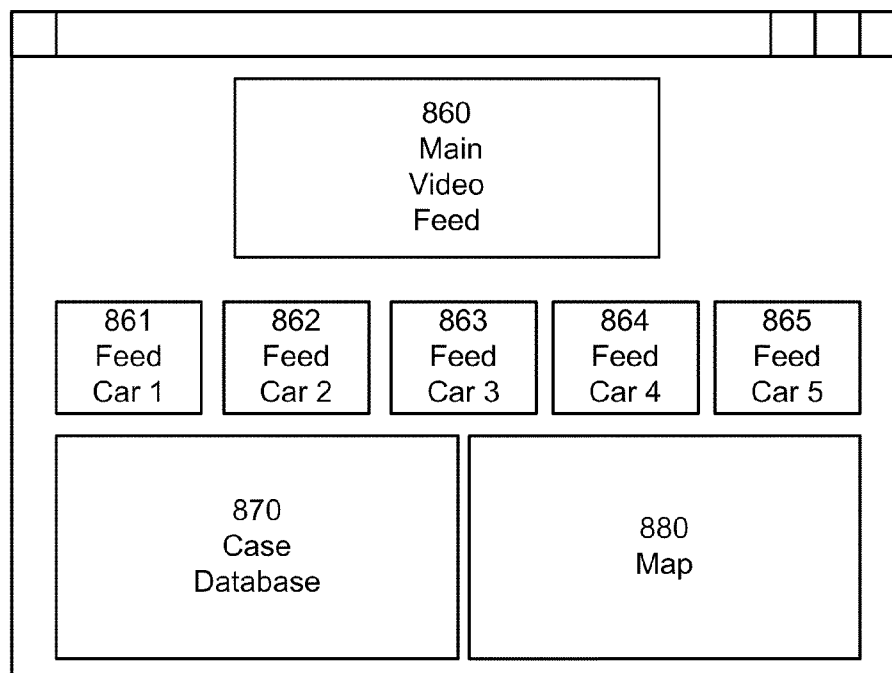 860
Main
Video
Feed
861
Feed
Car 1
862
Feed
Car 2
863
Feed
Car 3
864
Feed
Car 4
865
Feed
Car 5
870
Case
Database
880
Map